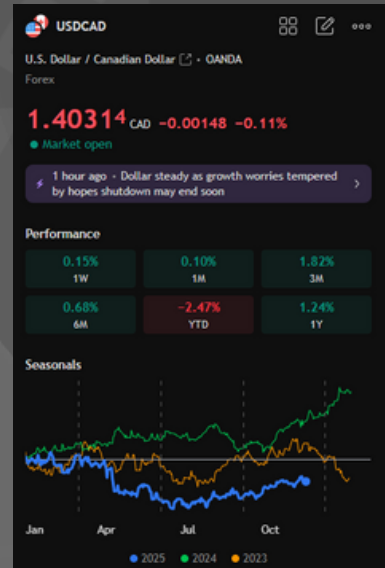 USDCAD
U.S. Dollar / Canadian Dollar • OANDA
Forex
1.40314 CAD −0.00148 −0.11%
Market open
1 hour ago • Dollar steady as growth worries tempered
by hopes shutdown may end soon
Performance
0.15% 0.10% 1.82%
1W 1M 3M
0.68% −2.47% 1.24%
6M YTD 1Y
Seasonals
Jan Apr Jul Oct
2025 2024 2023